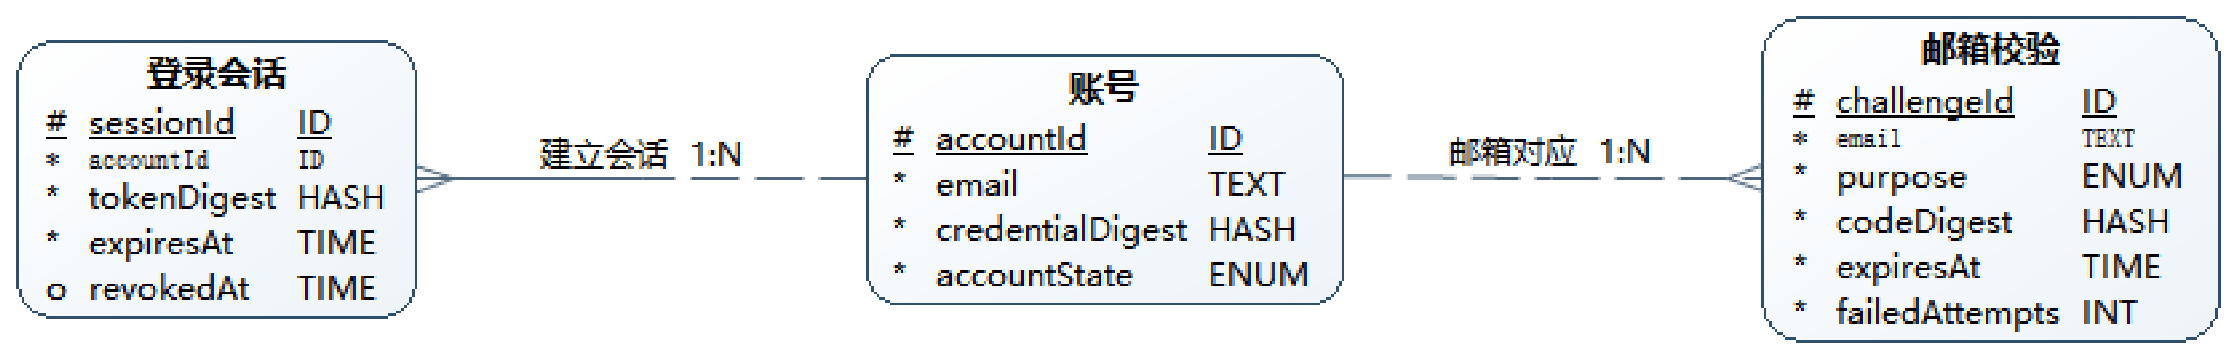 登录会话
# sessionId ID
* accountId ID
* tokenDigest HASH
* expiresAt TIME
o revokedAt TIME
建立会话 1:N
账号
# accountId ID
* email TEXT
* credentialDigest HASH
* accountState ENUM
邮箱对应 1:N
邮箱校验
# challengeId ID
* email TEXT
* purpose ENUM
* codeDigest HASH
* expiresAt TIME
* failedAttempts INT